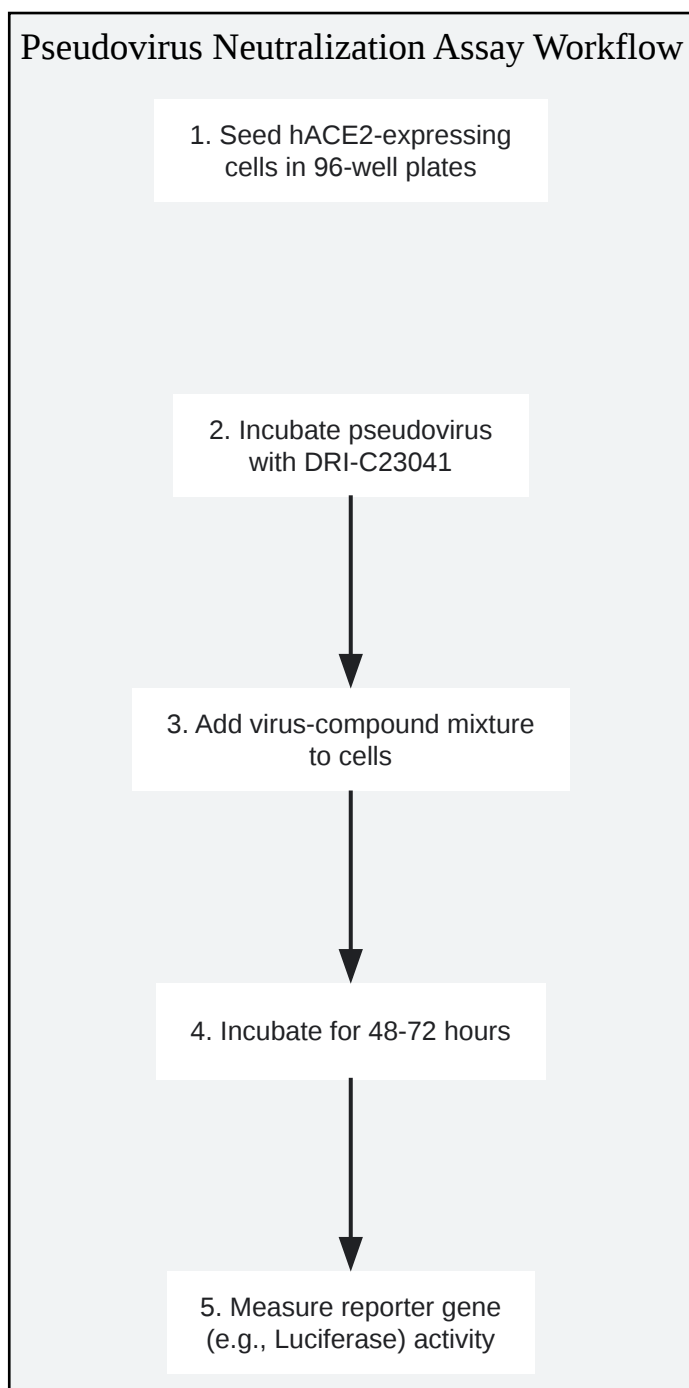 Pseudovirus Neutralization Assay Workflow
1. Seed hACE2-expressing
cells in 96-well plates
2. Incubate pseudovirus
with DRI-C23041
3. Add virus-compound mixture
to cells
4. Incubate for 48-72 hours
5. Measure reporter gene
(e.g., Luciferase) activity